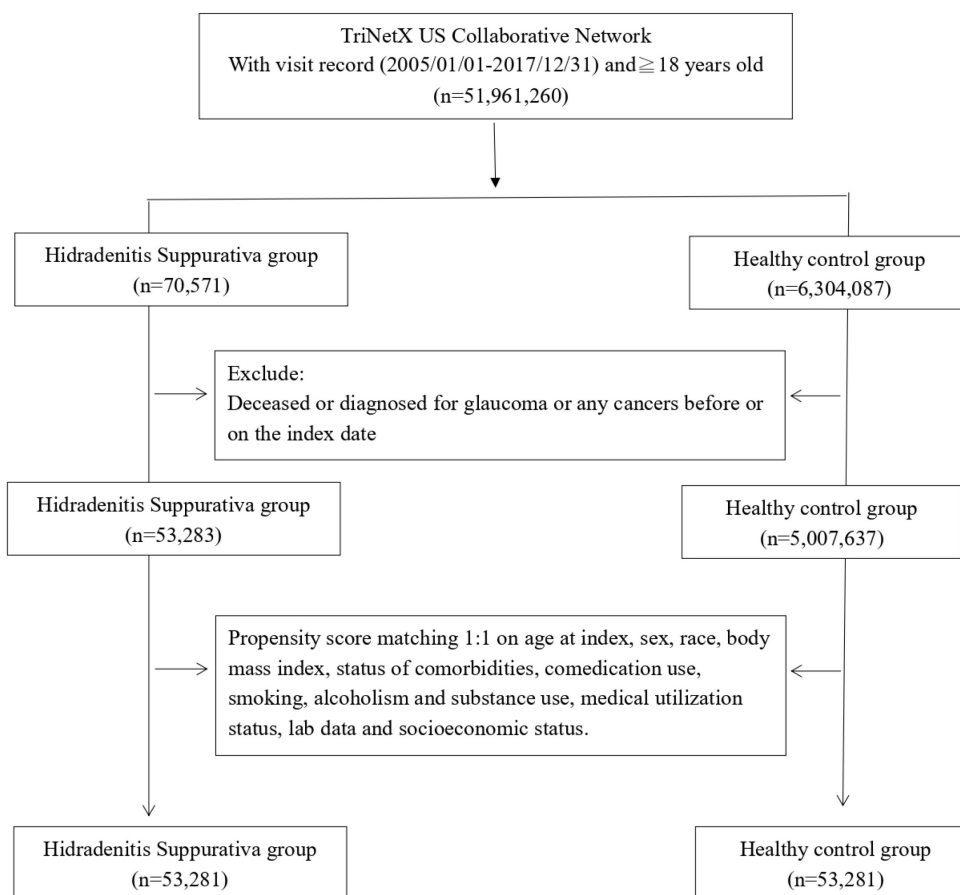 TriNetX US Collaborative Network
With visit record (2005/01/01-2017/12/31) and≧18 years old
(n=51,961,260)
Hidradenitis Suppurativa group
(n=70,571)
Healthy control group
(n=6,304,087)
Exclude:
Deceased or diagnosed for glaucoma or any cancers before or
on the index date
Hidradenitis Suppurativa group
(n=53,283)
Healthy control group
(n=5,007,637)
Propensity score matching 1:1 on age at index, sex, race, body
mass index, status of comorbidities, comedication use,
smoking, alcoholism and substance use, medical utilization
status, lab data and socioeconomic status.
Hidradenitis Suppurativa group
(n=53,281)
Healthy control group
(n=53,281)